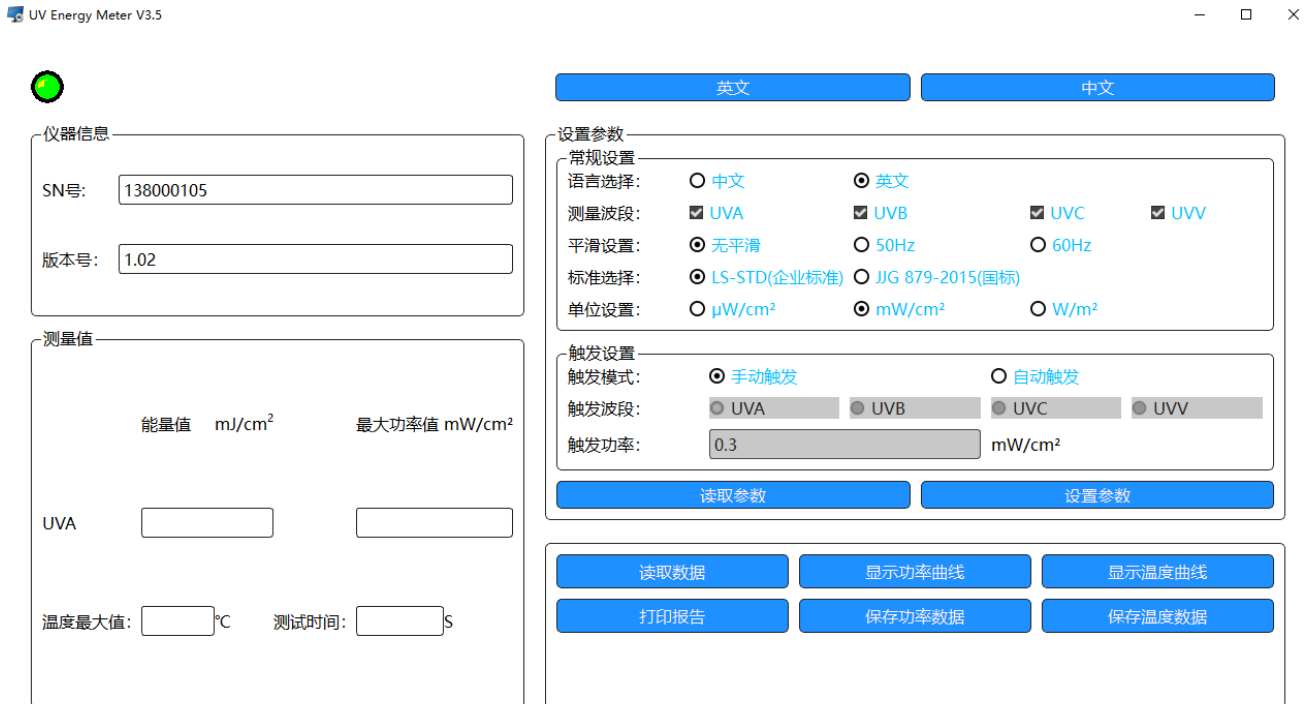 UV Energy Meter V3.5
英文 中文
仪器信息
SN号: 138000105
版本号: 1.02
测量值
能量值 mJ/cm² 最大功率值 mW/cm²
UVA
温度最大值: ℃ 测试时间: S
设置参数
常规设置
语言选择: 中文 英文
测量波段: UVA UVB UVC UVV
平滑设置: 无平滑 50Hz 60Hz
标准选择: LS-STD(企业标准) JJG 879-2015(国标)
单位设置: μW/cm² mW/cm² W/m²
触发设置
触发模式: 手动触发 自动触发
触发波段: UVA UVB UVC UVV
触发功率: 0.3 mW/cm²
读取参数 设置参数
读取数据 显示功率曲线 显示温度曲线
打印报告 保存功率数据 保存温度数据